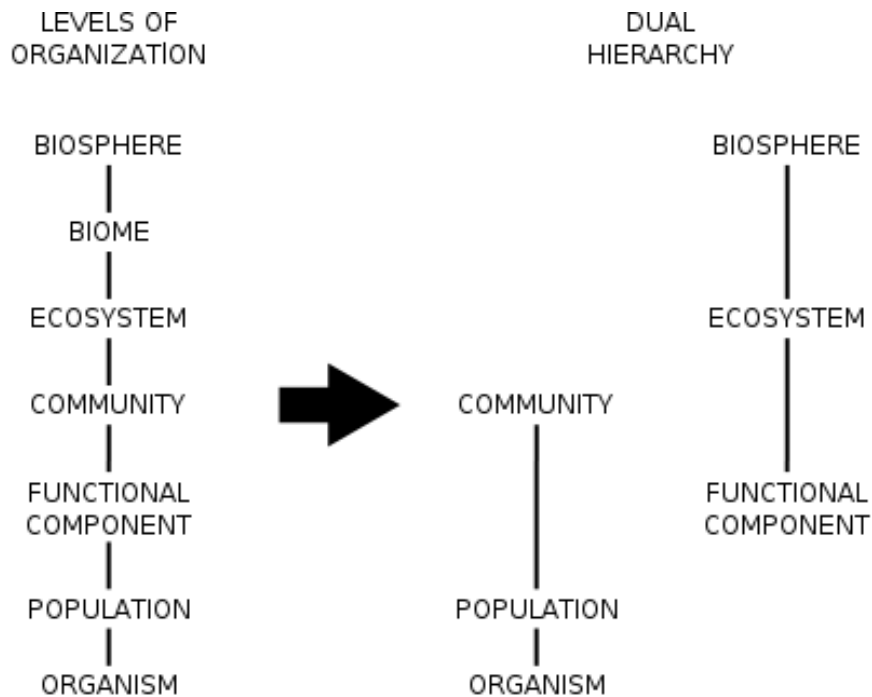 LEVELS OF
ORGANIZATION
BIOSPHERE
BIOME
ECOSYSTEM
COMMUNITY
FUNCTIONAL
COMPONENT
POPULATION
ORGANISM
DUAL
HIERARCHY
COMMUNITY
POPULATION
ORGANISM
BIOSPHERE
ECOSYSTEM
FUNCTIONAL
COMPONENT